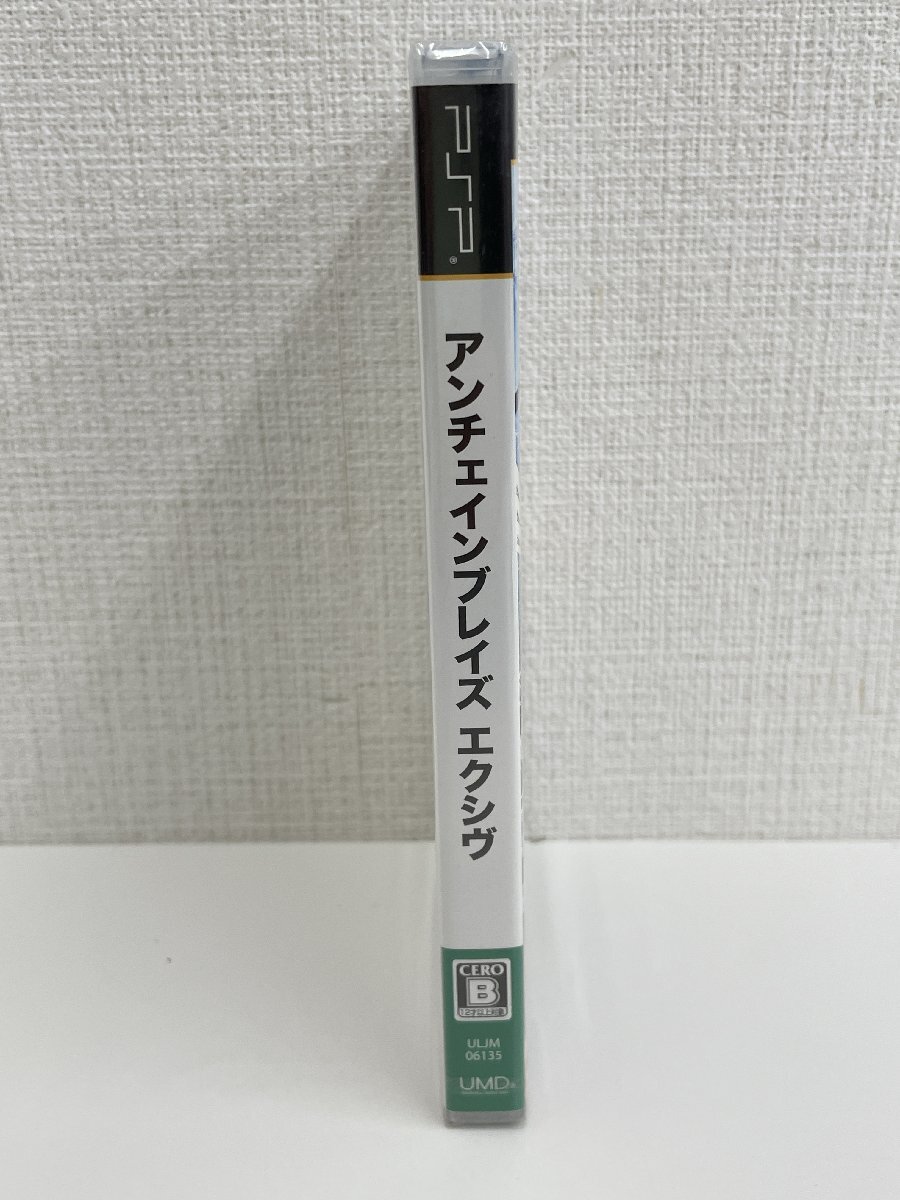 PSP®
アンチェインブレイズ エクシヴ
CERO
B
12才以上対象
ULJM
06135
UMD